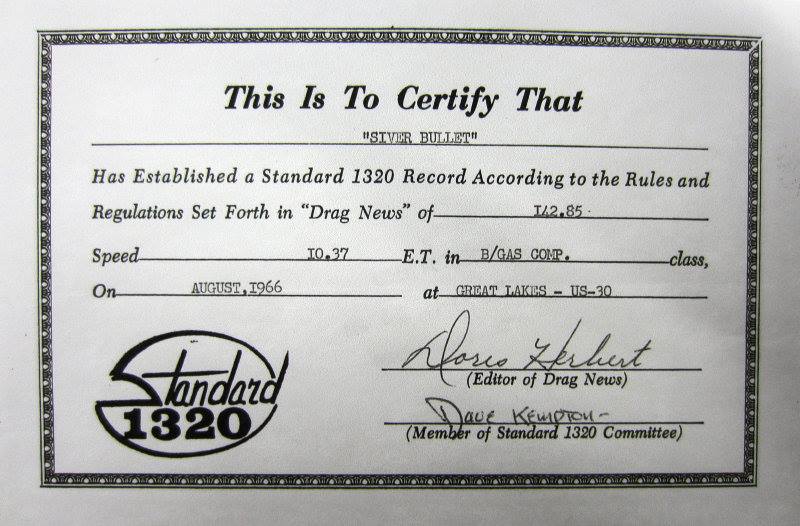 This Is To Certify That
"SIVER BULLET"
Has Established a Standard 1320 Record According to the Rules and
Regulations Set Forth in "Drag News" of 142.85
Speed 10.37 E.T. in B/GAS COMP. class,
On AUGUST,1966 at GREAT LAKES - US-30
Doris Herbert
(Editor of Drag News)
Dave Kempton
(Member of Standard 1320 Committee)
Standard
1320